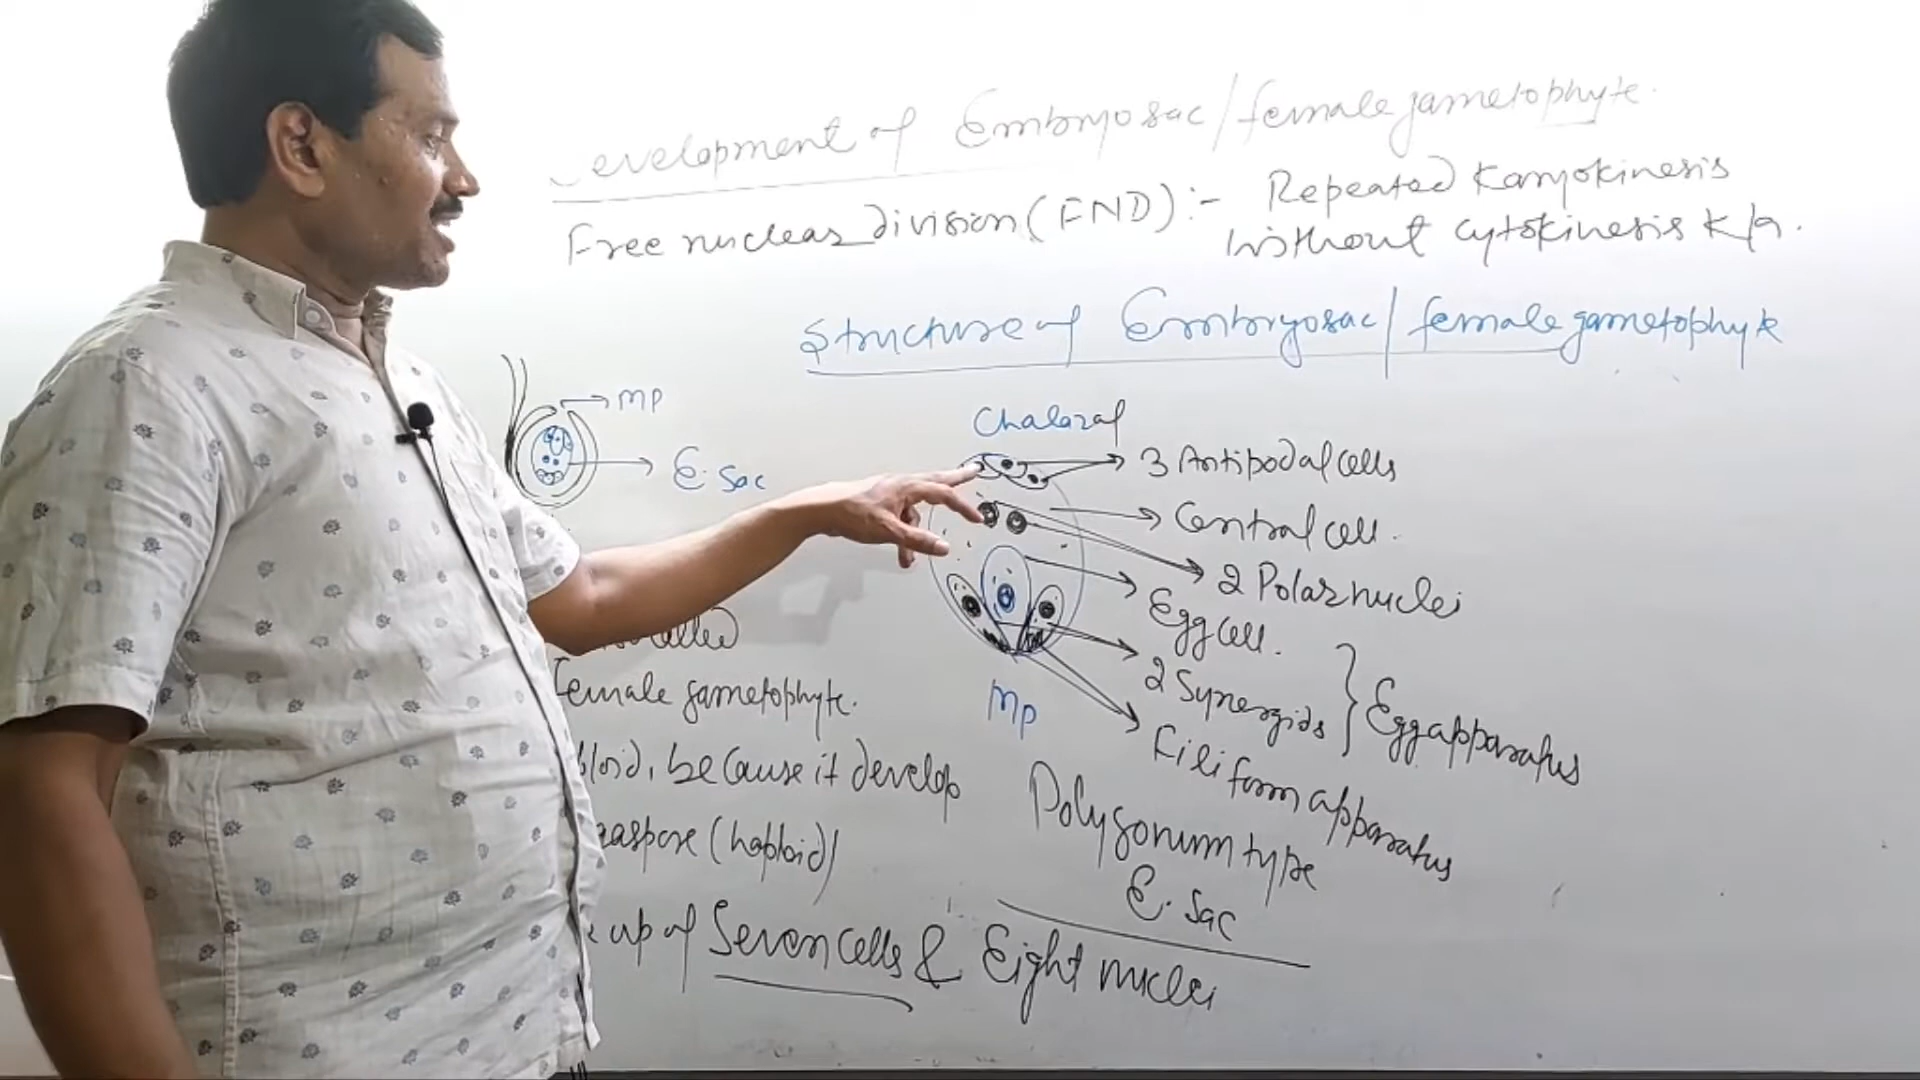 evelopment of Embryosac/female gametophyte.
Free nuclear division (FND) :- Repeated Karyokinesis
without cytokinesis K/a.
Structure of Embryosac/female gametophyte
MP
E. Sac
Chalazal
3 Antipodal cells
Central cell.
2 Polar nuclei
Egg cell.
2 Synergids } Egg apparatus
Filiform apparatus
MP
Female gametophyte.
ploid, because it develop
gaspore (haploid)
Polygonum type
E. Sac
e up of Seven cells & Eight nuclei